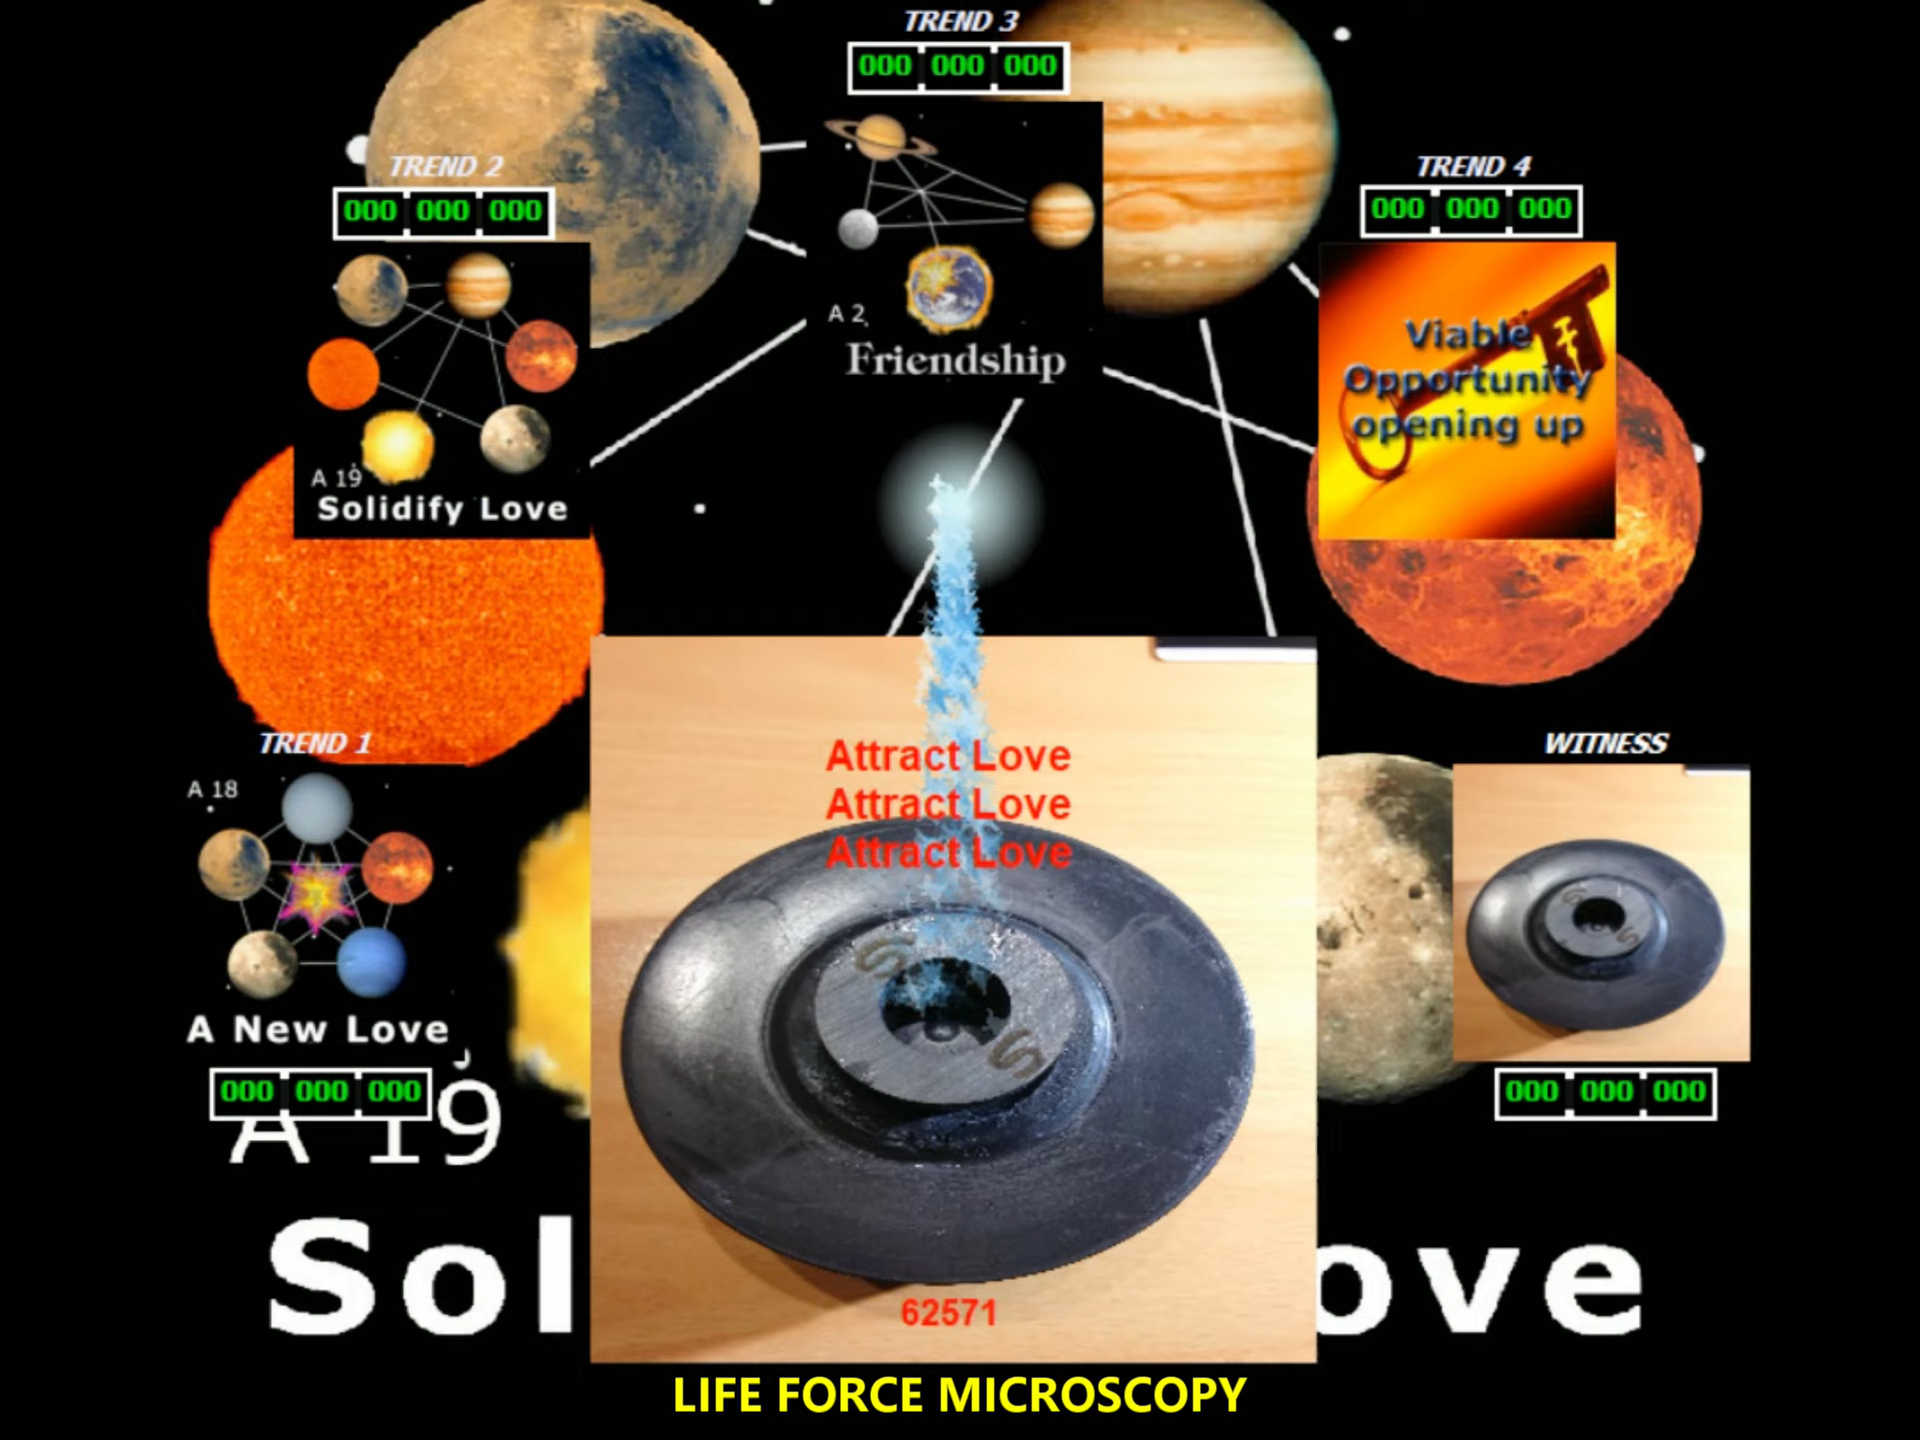 TREND 3
000 000 000
TREND 2
000 000 000
TREND 4
000 000 000
A 2
Friendship
Viable
Opportunity
opening up
A 19
Solidify Love
TREND 1
A 18
A New Love
000 000 000
WITNESS
000 000 000
Attract Love
Attract Love
Attract Love
S
S
S
S
62571
A 19
Sol
ove
LIFE FORCE MICROSCOPY